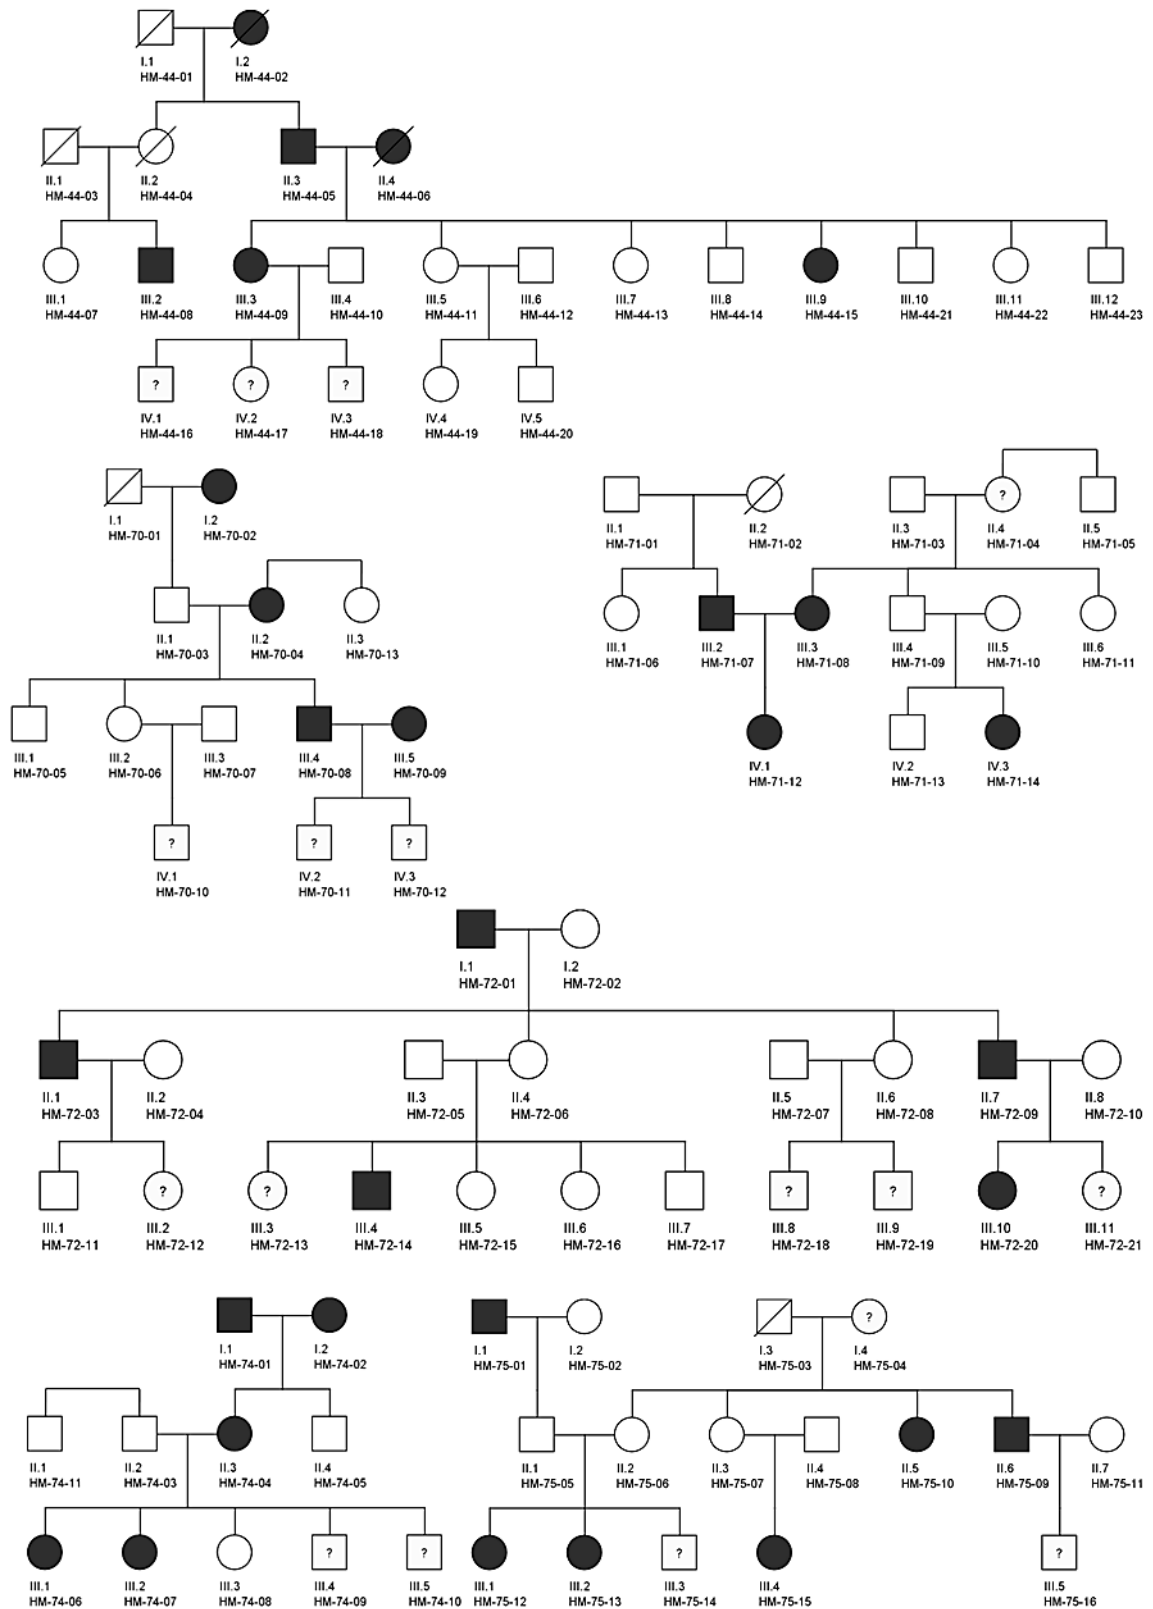 I.1 I.2
HM-44-01 HM-44-02
II.1 II.2 II.3 II.4
HM-44-03 HM-44-04 HM-44-05 HM-44-06
III.1 III.2 III.3 III.4 III.5 III.6 III.7 III.8 III.9 III.10 III.11 III.12
HM-44-07 HM-44-08 HM-44-09 HM-44-10 HM-44-11 HM-44-12 HM-44-13 HM-44-14 HM-44-15 HM-44-21 HM-44-22 HM-44-23
? ? ?
IV.1 IV.2 IV.3 IV.4 IV.5
HM-44-16 HM-44-17 HM-44-18 HM-44-19 HM-44-20
I.1 I.2
HM-70-01 HM-70-02
II.1 II.2 II.3
HM-70-03 HM-70-04 HM-70-13
III.1 III.2 III.3 III.4 III.5
HM-70-05 HM-70-06 HM-70-07 HM-70-08 HM-70-09
? ? ?
IV.1 IV.2 IV.3
HM-70-10 HM-70-11 HM-70-12
?
II.1 II.2 II.3 II.4 II.5
HM-71-01 HM-71-02 HM-71-03 HM-71-04 HM-71-05
III.1 III.2 III.3 III.4 III.5 III.6
HM-71-06 HM-71-07 HM-71-08 HM-71-09 HM-71-10 HM-71-11
IV.1 IV.2 IV.3
HM-71-12 HM-71-13 HM-71-14
I.1 I.2
HM-72-01 HM-72-02
II.1 II.2 II.3 II.4 II.5 II.6 II.7 II.8
HM-72-03 HM-72-04 HM-72-05 HM-72-06 HM-72-07 HM-72-08 HM-72-09 HM-72-10
? ? ? ? ?
III.1 III.2 III.3 III.4 III.5 III.6 III.7 III.8 III.9 III.10 III.11
HM-72-11 HM-72-12 HM-72-13 HM-72-14 HM-72-15 HM-72-16 HM-72-17 HM-72-18 HM-72-19 HM-72-20 HM-72-21
I.1 I.2
HM-74-01 HM-74-02
II.1 II.2 II.3 II.4
HM-74-11 HM-74-03 HM-74-04 HM-74-05
? ?
III.1 III.2 III.3 III.4 III.5
HM-74-06 HM-74-07 HM-74-08 HM-74-09 HM-74-10
?
I.1 I.2 I.3 I.4
HM-75-01 HM-75-02 HM-75-03 HM-75-04
II.1 II.2 II.3 II.4 II.5 II.6 II.7
HM-75-05 HM-75-06 HM-75-07 HM-75-08 HM-75-10 HM-75-09 HM-75-11
? ?
III.1 III.2 III.3 III.4 III.5
HM-75-12 HM-75-13 HM-75-14 HM-75-15 HM-75-16